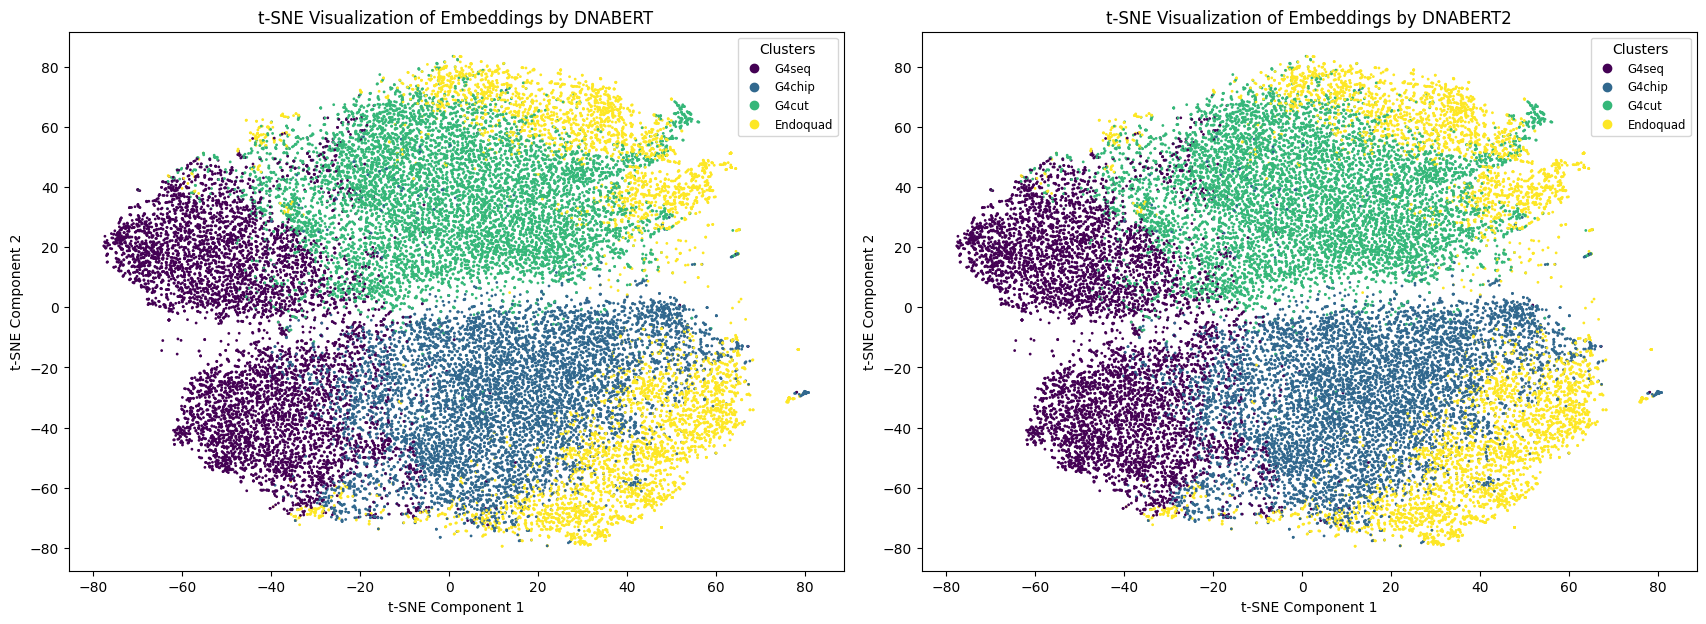 t-SNE Visualization of Embeddings by DNABERT
Clusters
G4seq
G4chip
G4cut
Endoquad
80
60
40
20
0
−20
−40
−60
−80
t-SNE Component 2
−80 −60 −40 −20 0 20 40 60 80
t-SNE Component 1
t-SNE Visualization of Embeddings by DNABERT2
Clusters
G4seq
G4chip
G4cut
Endoquad
80
60
40
20
0
−20
−40
−60
−80
t-SNE Component 2
−80 −60 −40 −20 0 20 40 60 80
t-SNE Component 1